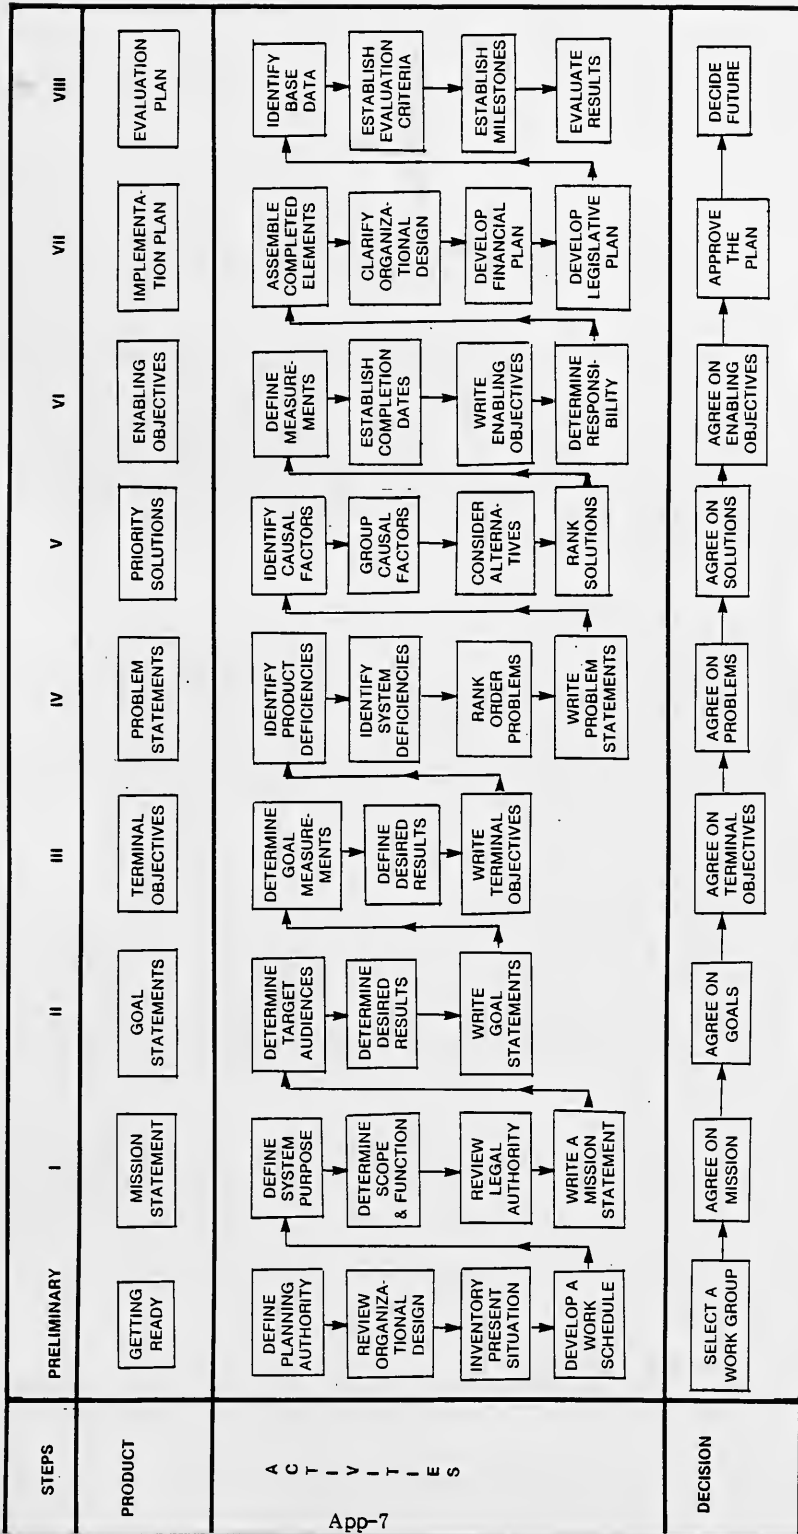 STEPS
PRELIMINARY
I
II
III
IV
V
VI
VII
VIII
PRODUCT
GETTING
READY
MISSION
STATEMENT
GOAL
STATEMENTS
TERMINAL
OBJECTIVES
PROBLEM
STATEMENTS
PRIORITY
SOLUTIONS
ENABLING
OBJECTIVES
IMPLEMENTA-
TION PLAN
EVALUATION
PLAN
ACTIVITIES
DEFINE
PLANNING
AUTHORITY
REVIEW
ORGANIZA-
TIONAL
DESIGN
INVENTORY
PRESENT
SITUATION
DEVELOP A
WORK
SCHEDULE
DEFINE
SYSTEM
PURPOSE
DETERMINE
SCOPE
& FUNCTION
REVIEW
LEGAL
AUTHORITY
WRITE A
MISSION
STATEMENT
DETERMINE
TARGET
AUDIENCES
DETERMINE
DESIRED
RESULTS
WRITE
GOAL
STATEMENTS
DETERMINE
GOAL
MEASURE-
MENTS
DEFINE
DESIRED
RESULTS
WRITE
TERMINAL
OBJECTIVES
IDENTIFY
PRODUCT
DEFICIENCIES
IDENTIFY
SYSTEM
DEFICIENCIES
RANK
ORDER
PROBLEMS
WRITE
PROBLEM
STATEMENTS
IDENTIFY
CAUSAL
FACTORS
GROUP
CAUSAL
FACTORS
CONSIDER
ALTERNA-
TIVES
RANK
SOLUTIONS
DEFINE
MEASURE-
MENTS
ESTABLISH
COMPLETION
DATES
WRITE
ENABLING
OBJECTIVES
DETERMINE
RESPONSI-
BILITY
ASSEMBLE
COMPLETED
ELEMENTS
CLARIFY
ORGANIZA-
TIONAL
DESIGN
DEVELOP
FINANCIAL
PLAN
DEVELOP
LEGISLATIVE
PLAN
IDENTIFY
BASE
DATA
ESTABLISH
EVALUATION
CRITERIA
ESTABLISH
MILESTONES
EVALUATE
RESULTS
DECISION
SELECT A
WORK GROUP
AGREE ON
MISSION
AGREE ON
GOALS
AGREE ON
TERMINAL
OBJECTIVES
AGREE ON
PROBLEMS
AGREE ON
SOLUTIONS
AGREE ON
ENABLING
OBJECTIVES
APPROVE
THE
PLAN
DECIDE
FUTURE
App-7